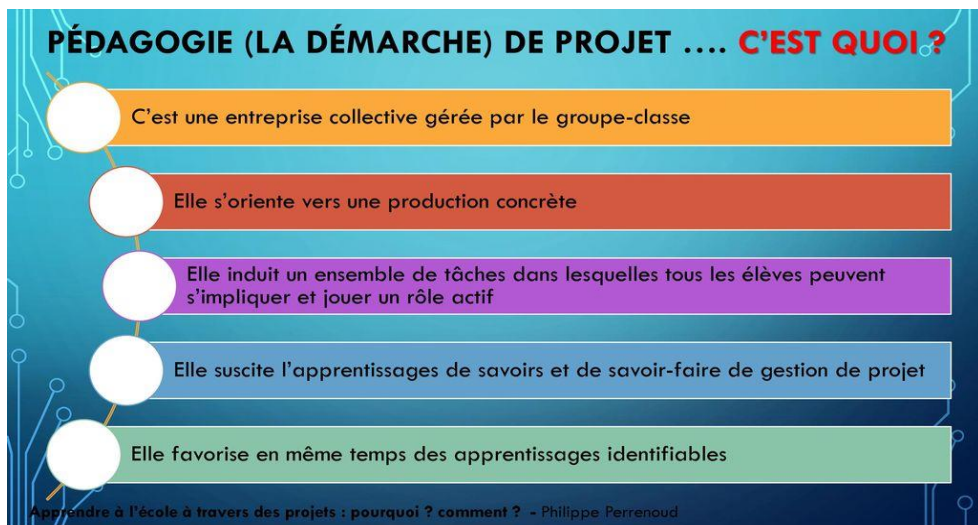 PÉDAGOGIE (LA DÉMARCHE) DE PROJET .... C'EST QUOI ?
C'est une entreprise collective gérée par le groupe-classe
Elle s'oriente vers une production concrète
Elle induit un ensemble de tâches dans lesquelles tous les élèves peuvent
s'impliquer et jouer un rôle actif
Elle suscite l'apprentissages de savoirs et de savoir-faire de gestion de projet
Elle favorise en même temps des apprentissages identifiables
Apprendre à l'école à travers des projets : pourquoi ? comment ? - Philippe Perrenoud